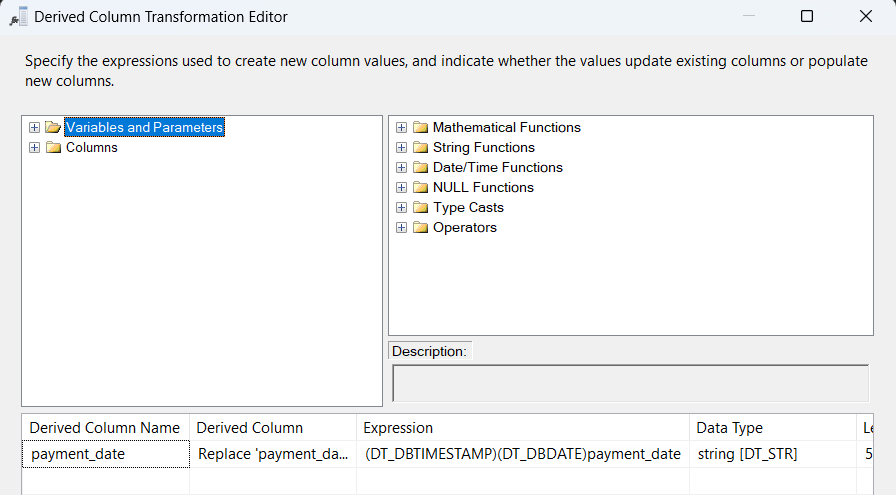 Derived Column Transformation Editor
Specify the expressions used to create new column values, and indicate whether the values update existing columns or populate
new columns.
Variables and Parameters
Columns
Mathematical Functions
String Functions
Date/Time Functions
NULL Functions
Type Casts
Operators
Description:
Derived Column Name Derived Column Expression Data Type Le
payment_date Replace 'payment_da... (DT_DBTIMESTAMP)(DT_DBDATE)payment_date string [DT_STR] 5